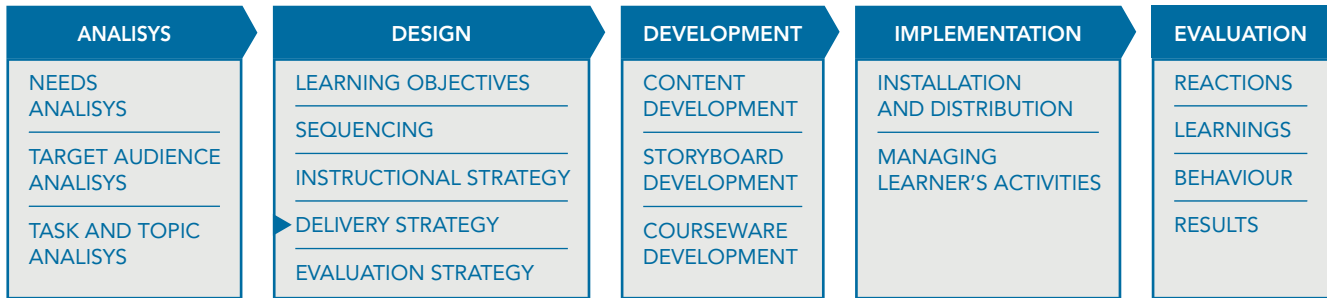 ANALISYS
NEEDS
ANALISYS
TARGET AUDIENCE
ANALISYS
TASK AND TOPIC
ANALISYS
DESIGN
LEARNING OBJECTIVES
SEQUENCING
INSTRUCTIONAL STRATEGY
DELIVERY STRATEGY
EVALUATION STRATEGY
DEVELOPMENT
CONTENT
DEVELOPMENT
STORYBOARD
DEVELOPMENT
COURSEWARE
DEVELOPMENT
IMPLEMENTATION
INSTALLATION
AND DISTRIBUTION
MANAGING
LEARNER’S ACTIVITIES
EVALUATION
REACTIONS
LEARNINGS
BEHAVIOUR
RESULTS